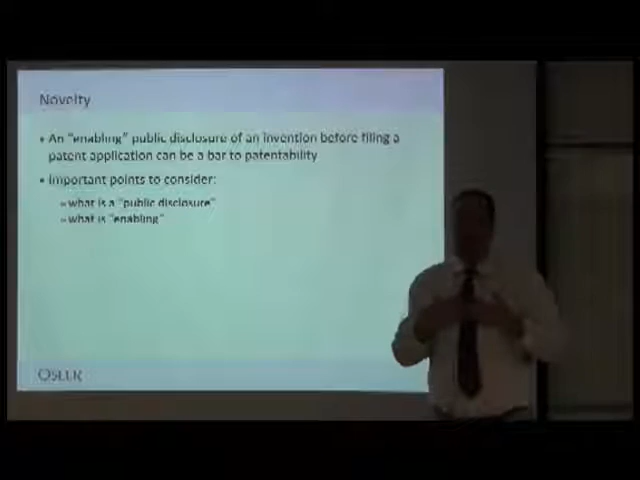 Novelty
• An "enabling" public disclosure of an invention before filing a
patent application can be a bar to patentability
• Important points to consider:
» what is a "public disclosure"
» what is "enabling"
OSLER